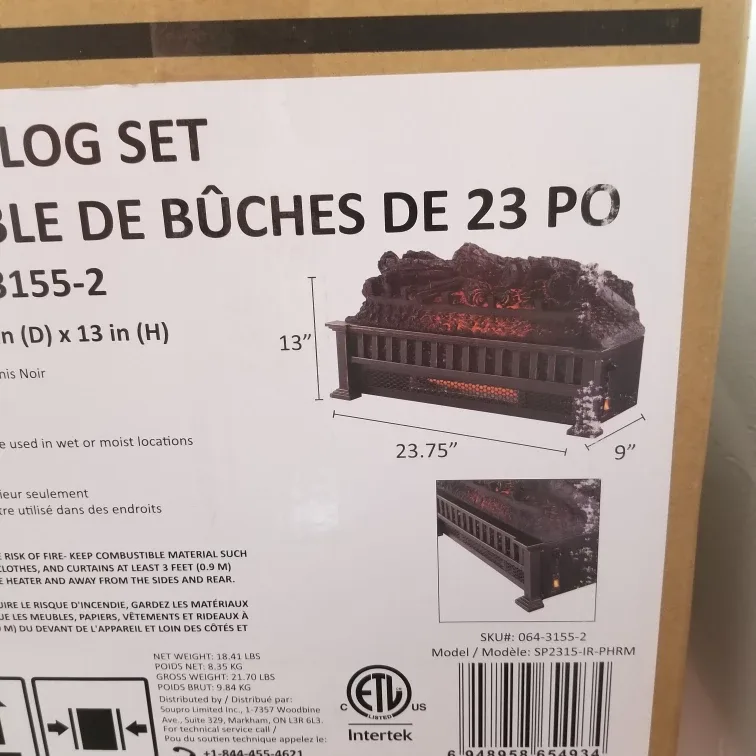 LOG SET
BLE DE BÛCHES DE 23 PO
3155-2
n (D) x 13 in (H)
nis Noir
13”
23.75”
9”
e used in wet or moist locations
ieur seulement
tre utilisé dans des endroits
RISK OF FIRE- KEEP COMBUSTIBLE MATERIAL SUCH
CLOTHES, AND CURTAINS AT LEAST 3 FEET (0.9 M)
E HEATER AND AWAY FROM THE SIDES AND REAR.
UIRE LE RISQUE D'INCENDIE, GARDEZ LES MATÉRIAUX
UE LES MEUBLES, PAPIERS, VÊTEMENTS ET RIDEAUX À
M) DU DEVANT DE L'APPAREIL ET LOIN DES CÔTÉS ET
SKU#: 064-3155-2
Model / Modèle: SP2315-IR-PHRM
NET WEIGHT: 18.41 LBS
POIDS NET: 8.35 KG
GROSS WEIGHT: 21.70 LBS
POIDS BRUT: 9.84 KG
Distributed by / Distribué par:
Soupro Limited Inc., 1-7357 Woodbine
Ave., Suite 329, Markham, ON L3R 6L3.
For technical service call /
Pou du soutien technique appelez le:
+1-844-455-4621
C ETL US
LISTED
Intertek
6 948958 654934